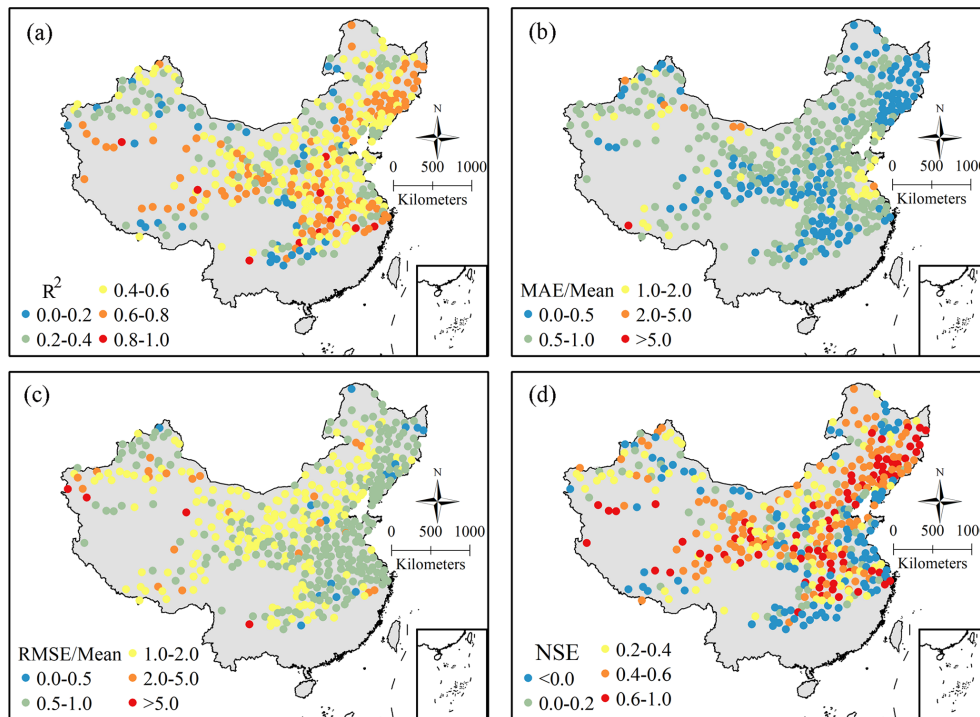 (a)
N
0 1000
Kilometers
R2
0.4-0.6
0.0-0.2
0.6-0.8
0.2-0.4
0.8-1.0
(b)
N
0 1000
Kilometers
MAE/Mean
1.0-2.0
0.0-0.5
2.0-5.0
0.5-1.0
>5.0
(c)
N
0 1000
Kilometers
RMSE/Mean
1.0-2.0
0.0-0.5
2.0-5.0
0.5-1.0
>5.0
(d)
N
0 1000
Kilometers
NSE
0.2-0.4
<0.0
0.4-0.6
0.0-0.2
0.6-1.0